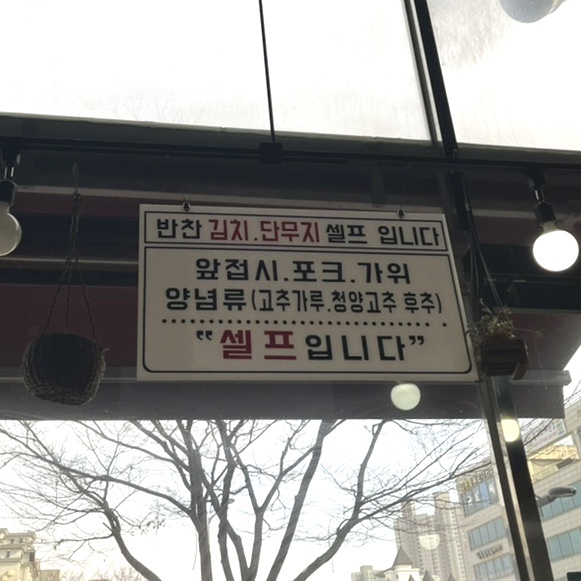 반찬 김치.단무지 셀프 입니다
앞접시.포크.가위
양념류(고추가루.청양고추 후추)
"셀프입니다"